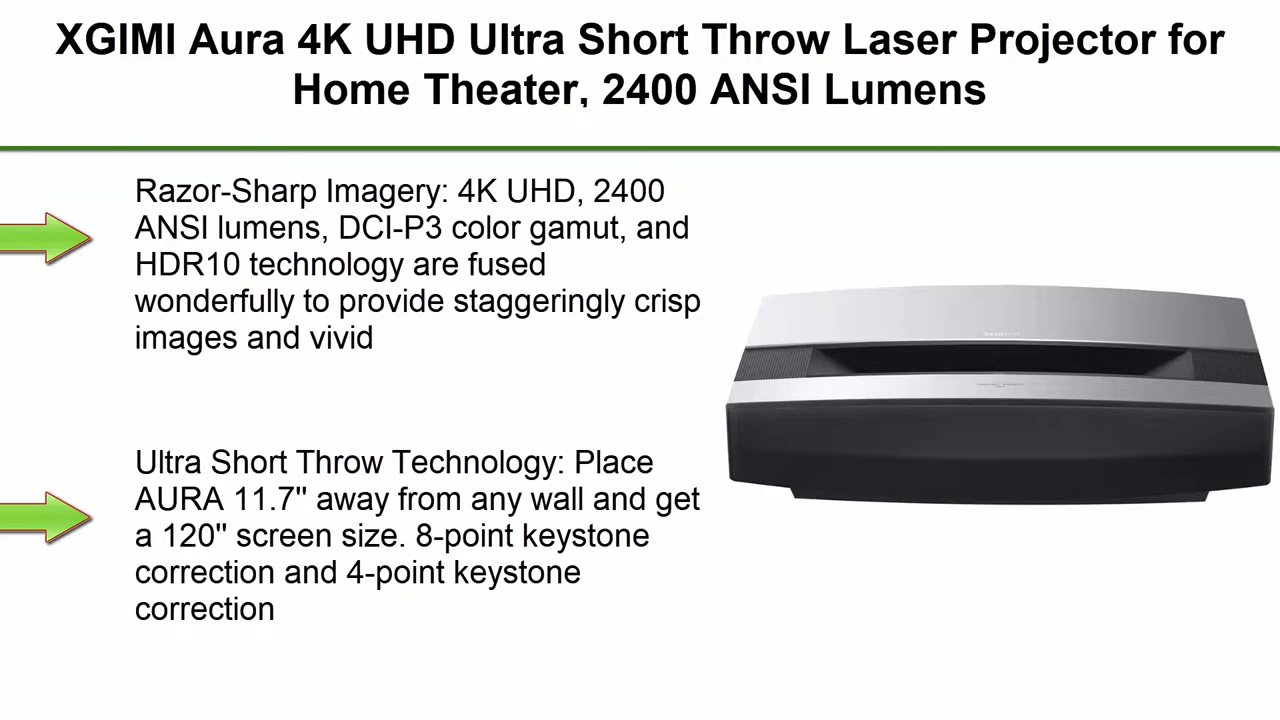 XGIMI Aura 4K UHD Ultra Short Throw Laser Projector for
Home Theater, 2400 ANSI Lumens
Razor-Sharp Imagery: 4K UHD, 2400
ANSI lumens, DCI-P3 color gamut, and
HDR10 technology are fused
wonderfully to provide staggeringly crisp
images and vivid
Ultra Short Throw Technology: Place
AURA 11.7'' away from any wall and get
a 120'' screen size. 8-point keystone
correction and 4-point keystone
correction